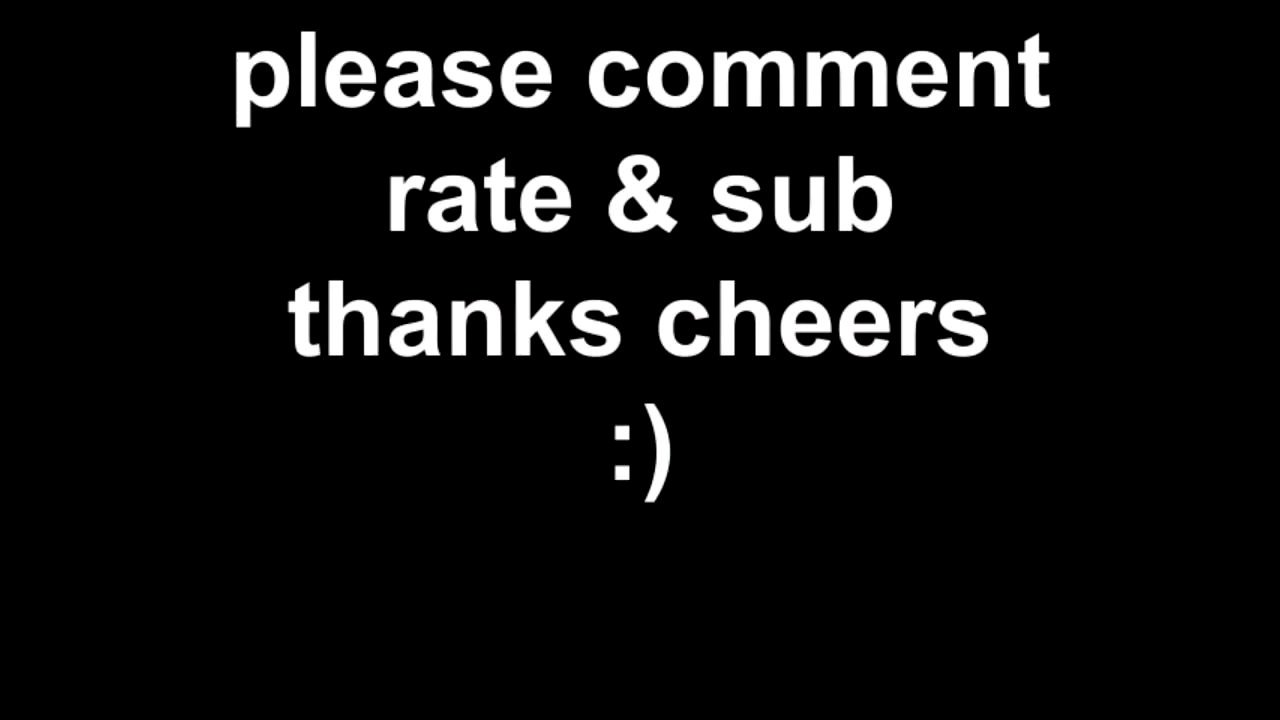 please comment
rate & sub
thanks cheers
:)